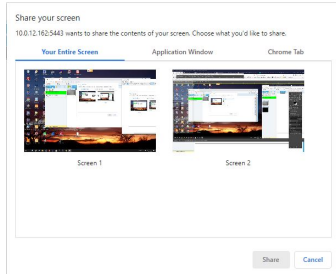 Share your screen
10.0.12.162:5443 wants to share the contents of your screen. Choose what you'd like to share.
Your Entire Screen Application Window Chrome Tab
Screen 1 Screen 2
Share Cancel